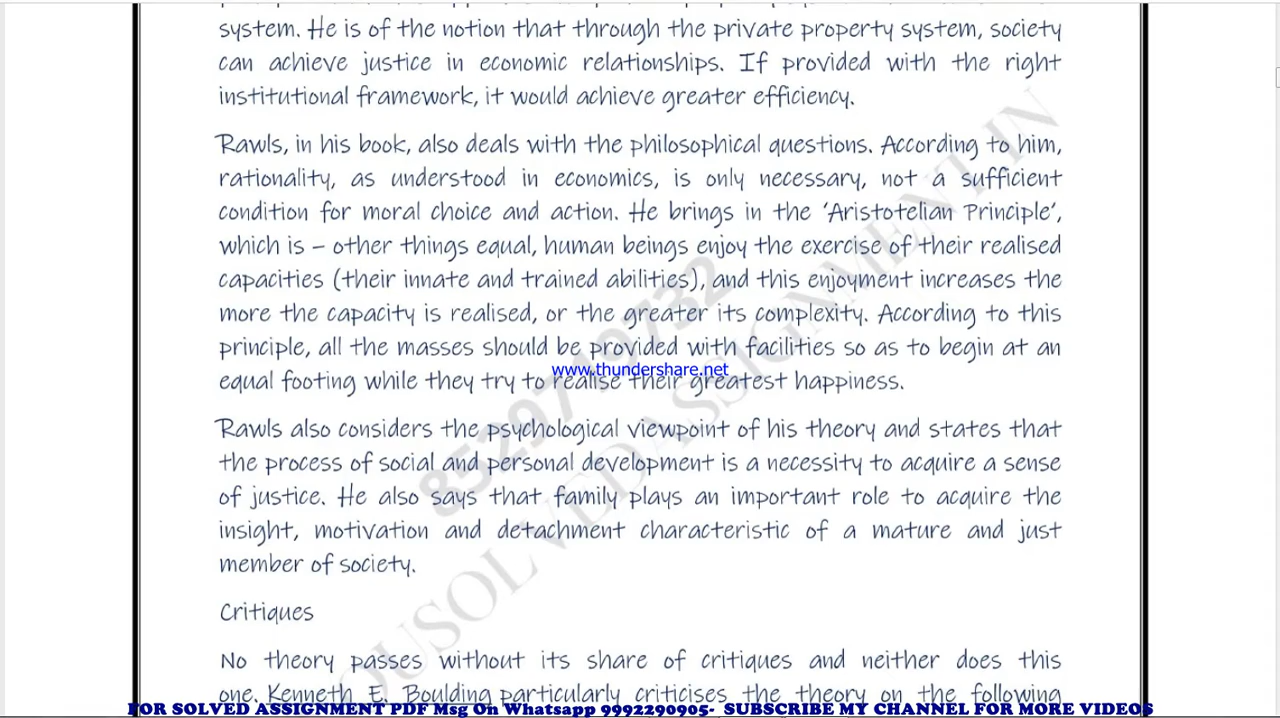 system. He is of the notion that through the private property system, society
can achieve justice in economic relationships. If provided with the right
institutional framework, it would achieve greater efficiency.
Rawls, in his book, also deals with the philosophical questions. According to him,
rationality, as understood in economics, is only necessary, not a sufficient
condition for moral choice and action. He brings in the 'Aristotelian Principle',
which is – other things equal, human beings enjoy the exercise of their realised
capacities (their innate and trained abilities), and this enjoyment increases the
more the capacity is realised, or the greater its complexity. According to this
principle, all the masses should be provided with facilities so as to begin at an
www.thundershare.net
equal footing while they try to realise their greatest happiness.
Rawls also considers the psychological viewpoint of his theory and states that
the process of social and personal development is a necessity to acquire a sense
of justice. He also says that family plays an important role to acquire the
insight, motivation and detachment characteristic of a mature and just
member of society.
Critiques
No theory passes without its share of critiques and neither does this
one. Kenneth E. Boulding particularly criticises the theory on the following
FOR SOLVED ASSIGNMENT PDF Msg On Whatsapp 9992290905- SUBSCRIBE MY CHANNEL FOR MORE VIDEOS
8529719732
OUSOLVEDASSIGNMENT IN